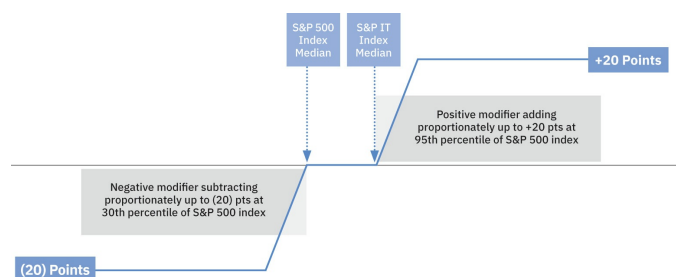 S&P 500
Index
Median
S&P IT
Index
Median
+20 Points
Positive modifier adding
proportionately up to +20 pts at
95th percentile of S&P 500 index
Negative modifier subtracting
proportionately up to (20) pts at
30th percentile of S&P 500 index
(20) Points